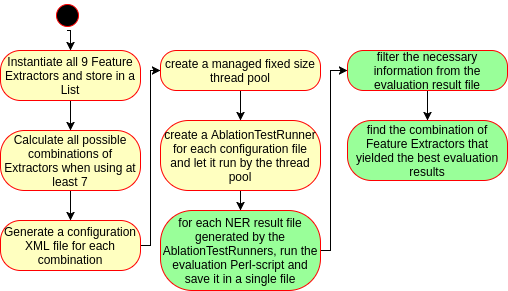 Instantiate all 9 Feature
Extractors and store in a
List
Calculate all possible
combinations of
Extractors when using at
least 7
Generate a configuration
XML file for each
combination
create a managed fixed size
thread pool
create a AblationTestRunner
for each configuration file
and let it run by the thread
pool
for each NER result file
generated by the
AblationTestRunners, run the
evaluation Perl-script and
save it in a single file
filter the necessary
information from the
evaluation result file
find the combination of
Feature Extractors that
yielded the best evaluation
results